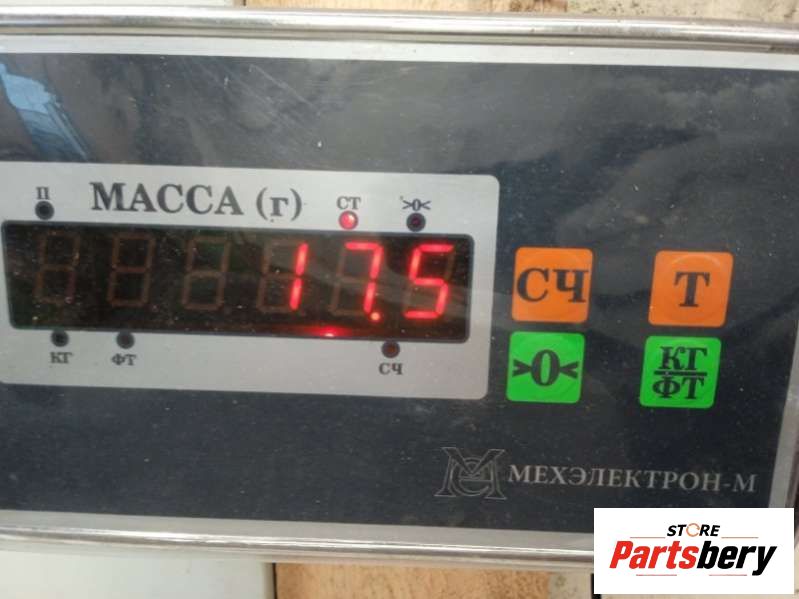 П МАССА (г) СТ >0<
17.5
КГ ФТ СЧ
СЧ Т
>0< КГ/ФТ
МЕХЭЛЕКТРОН-М
STORE
Partsbery